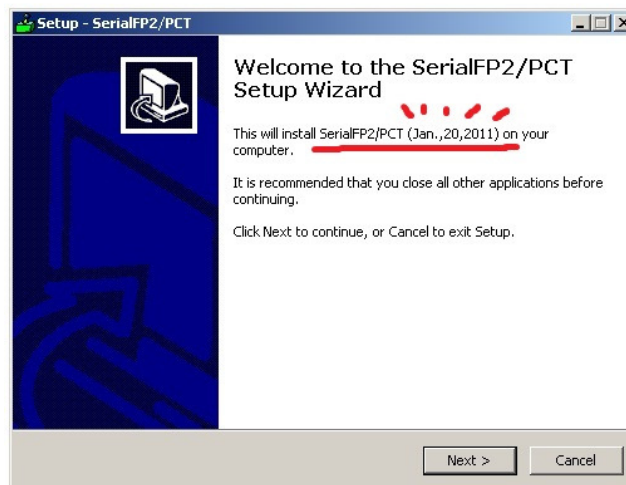 Setup - SerialFP2/PCT
Welcome to the SerialFP2/PCT
Setup Wizard
This will install SerialFP2/PCT (Jan.,20,2011) on your
computer.
It is recommended that you close all other applications before
continuing.
Click Next to continue, or Cancel to exit Setup.
Next >
Cancel